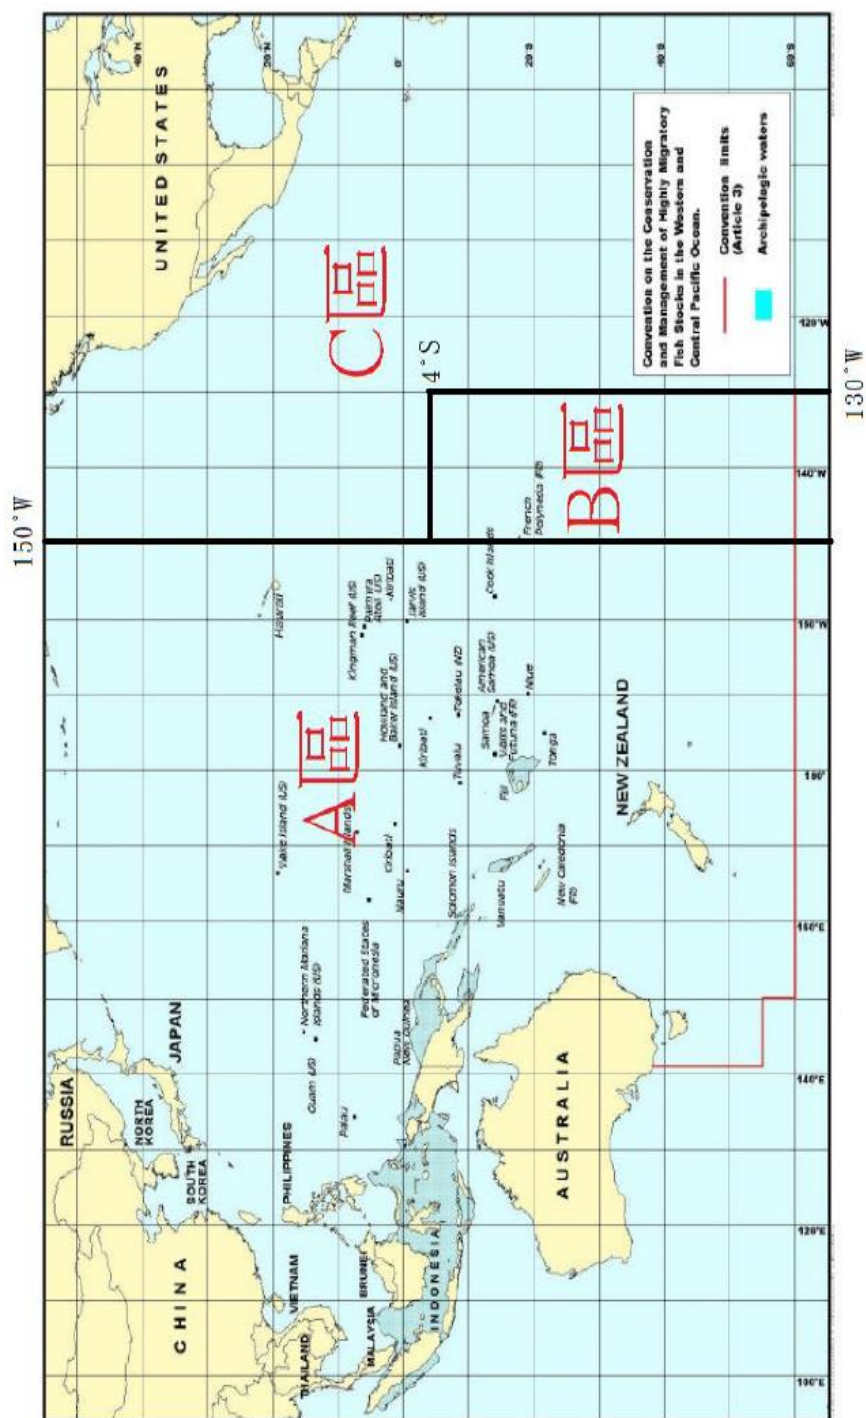 150°W
UNITED STATES
RUSSIA
JAPAN
NORTH
KOREA
SOUTH
KOREA
CHINA
40°N
20°N
0°
20°S
40°S
60°S
Hawaii
Wake Island (US)
Northern Mariana
Islands (US)
Guam (US)
PHILIPPINES
VIETNAM
THAILAND
A區
C區
4°S
Marshall Islands
Palau
Federated States
of Micronesia
Kingman Reef (US)
Palmyra
Atoll (US)
Kiribati
Howland and
Baker Island (US)
Jarvis
Island (US)
BRUNEI
MALAYSIA
INDONESIA
Papua
New Guinea
Nauru
Kiribati
Kiribati
Solomon Islands
Tuvalu
Tokelau (NZ)
American
Samoa (US)
Cook Islands
Samoa
Wallis and
Futuna (FR)
Niue
French
Polynesia (FR)
Vanuatu
Fiji
Tonga
New Caledonia
(FR)
B區
AUSTRALIA
NEW ZEALAND
Convention on the Conservation
and Management of Highly Migratory
Fish Stocks in the Western and
Central Pacific Ocean.
Convention limits
(Article 3)
Archipelagic waters
100°E
120°E
140°E
160°E
180°
160°W
140°W
120°W
130°W